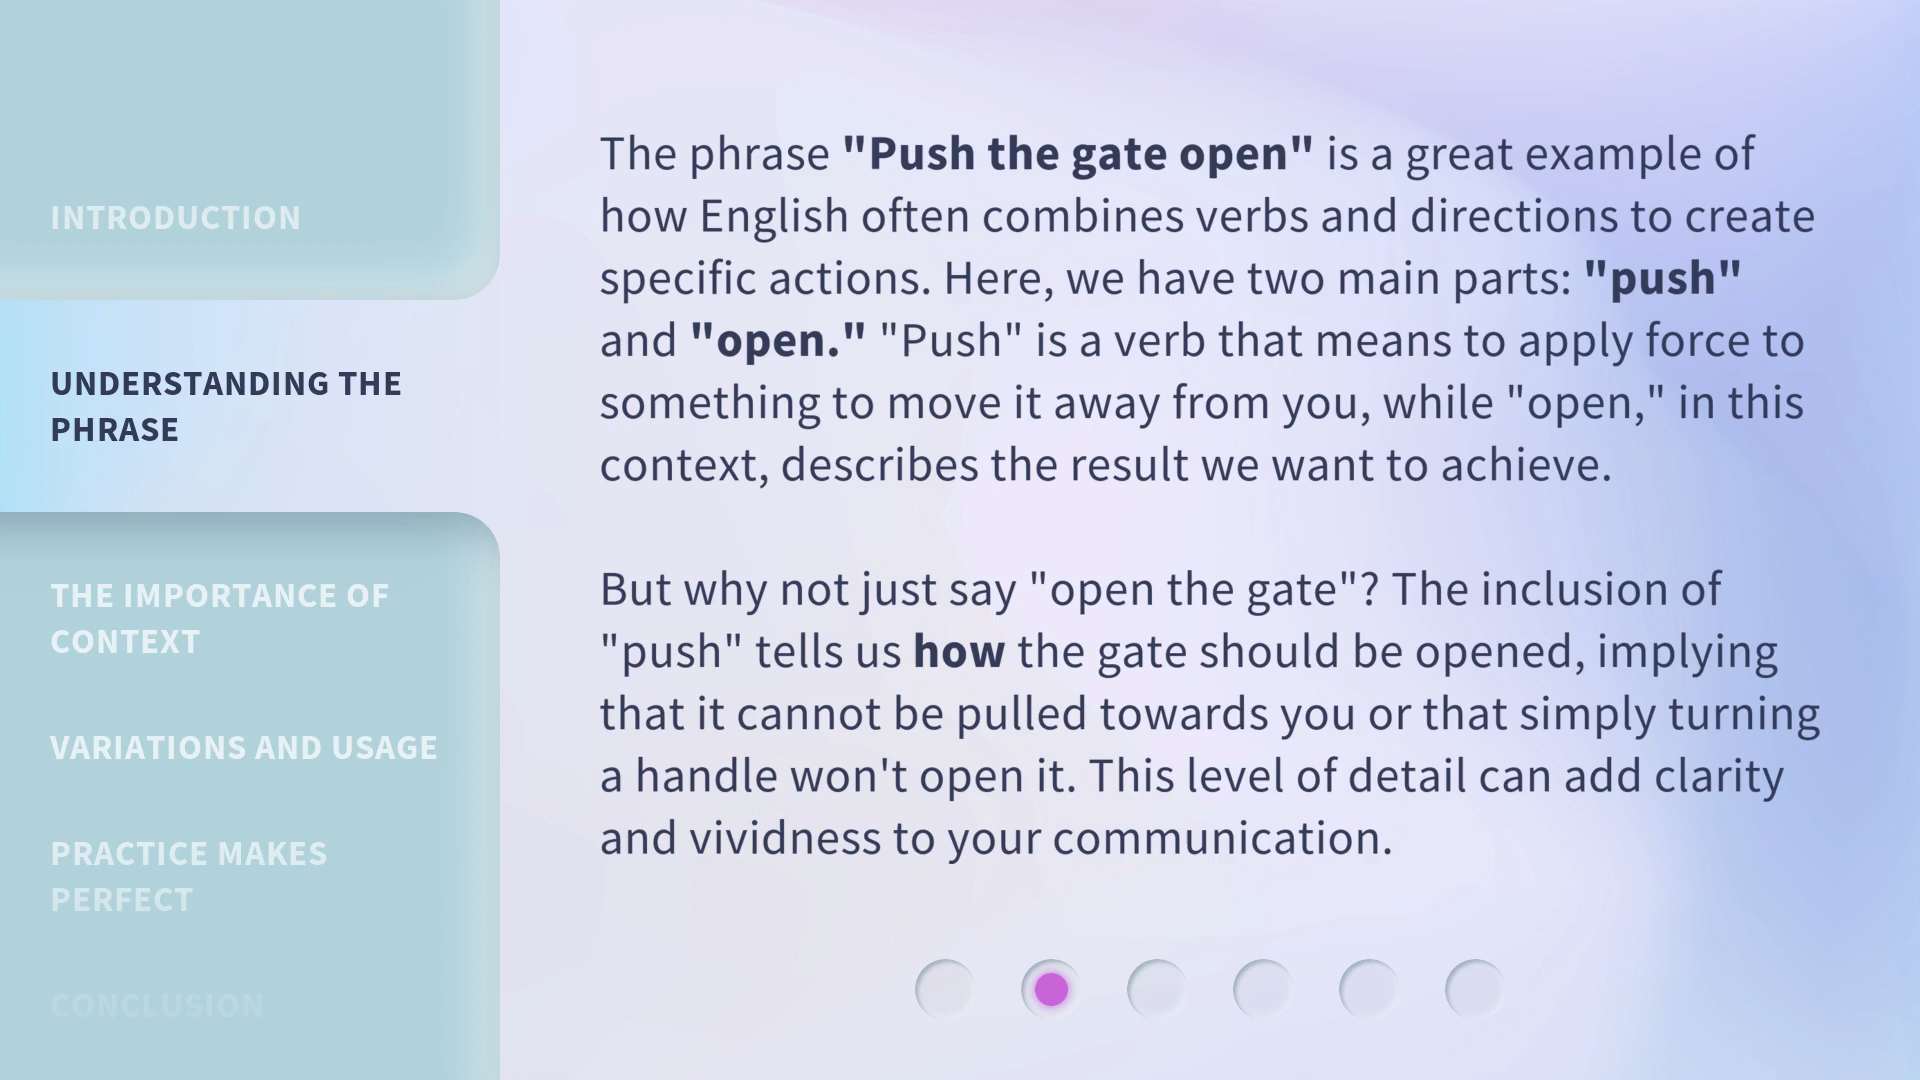 INTRODUCTION
UNDERSTANDING THE
PHRASE
THE IMPORTANCE OF
CONTEXT
VARIATIONS AND USAGE
PRACTICE MAKES
PERFECT
CONCLUSION
The phrase "Push the gate open" is a great example of
how English often combines verbs and directions to create
specific actions. Here, we have two main parts: "push"
and "open." "Push" is a verb that means to apply force to
something to move it away from you, while "open," in this
context, describes the result we want to achieve.
But why not just say "open the gate"? The inclusion of
"push" tells us how the gate should be opened, implying
that it cannot be pulled towards you or that simply turning
a handle won't open it. This level of detail can add clarity
and vividness to your communication.